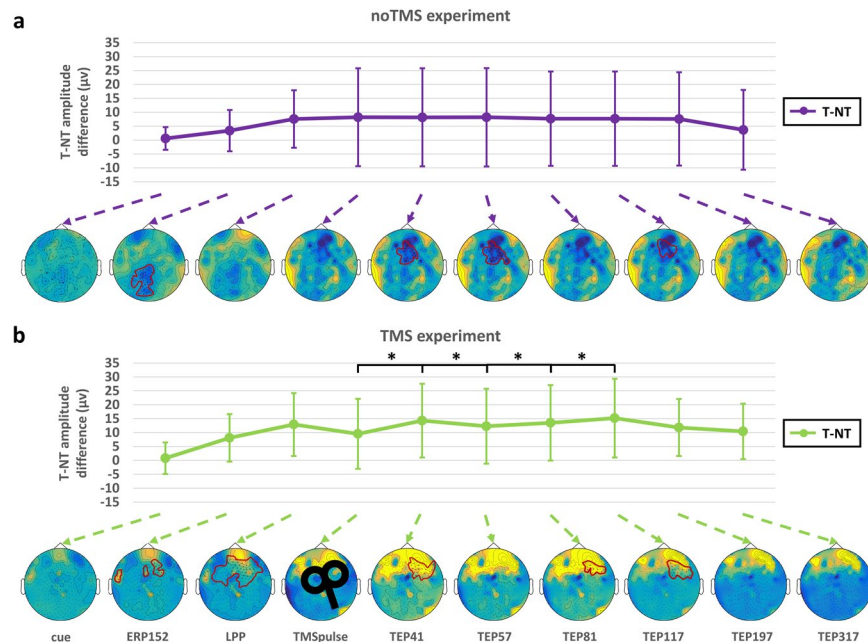 a
noTMS experiment
T-NT amplitude
difference (μv)
35
30
25
20
15
10
5
0
-5
-10
-15
T-NT
b
TMS experiment
* * * *
T-NT amplitude
difference (μv)
35
30
25
20
15
10
5
0
-5
-10
-15
T-NT
cue ERP152 LPP TMSpulse TEP41 TEP57 TEP81 TEP117 TEP197 TEP317